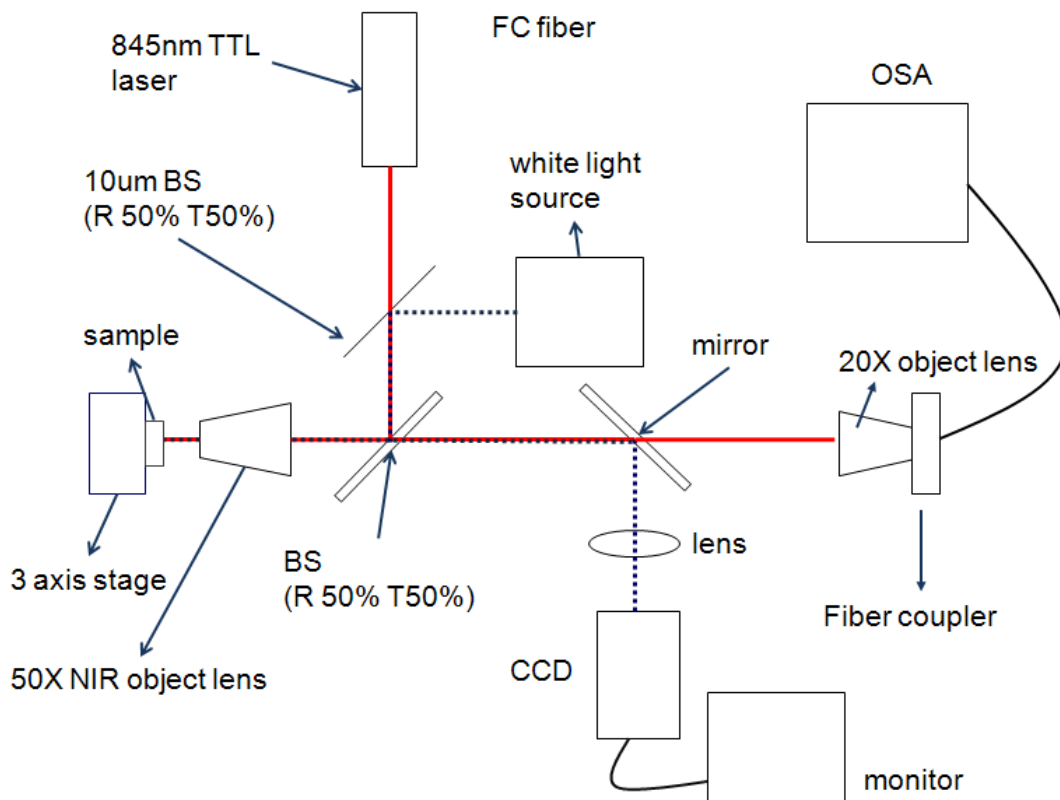 FC fiber
845nm TTL
laser
OSA
10um BS
(R 50% T50%)
white light
source
sample
mirror
20X object lens
3 axis stage
50X NIR object lens
BS
(R 50% T50%)
lens
Fiber coupler
CCD
monitor